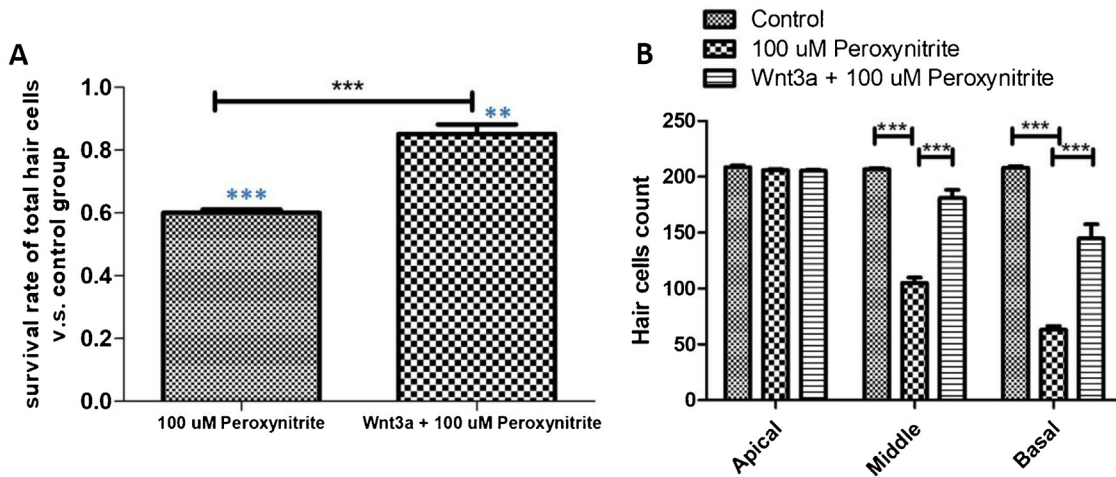 A
survival rate of total hair cells
v.s. control group
1.0
0.8
0.6
0.4
0.2
0.0
***
***
**
100 uM Peroxynitrite
Wnt3a + 100 uM Peroxynitrite
B
Control
100 uM Peroxynitrite
Wnt3a + 100 uM Peroxynitrite
Hair cells count
250
200
150
100
50
0
***
***
***
***
Apical
Middle
Basal